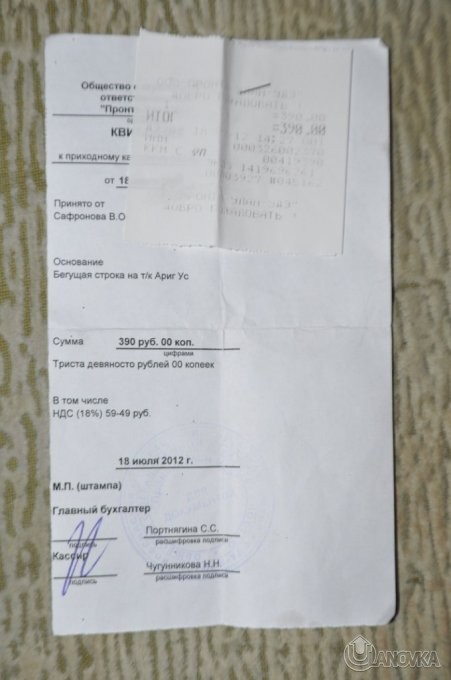 Общество с
ответст
"Пронт
КВИ
к приходному ка
от 18
Принято от
Сафронова В.О
ИТОГ
≡390.00
Основание
Бегущая строка на т/к Ариг Ус
Сумма 390 руб. 00 коп.
цифрами
Триста девяносто рублей 00 копеек
В том числе
НДС (18%) 59-49 руб.
18 июля 2012 г.
М.П. (штампа)
Главный бухгалтер
Портнягина С.С.
подпись расшифровка подписи
Кассир
Чугунникова Н.Н.
подпись расшифровка подписи
ULANOVKA